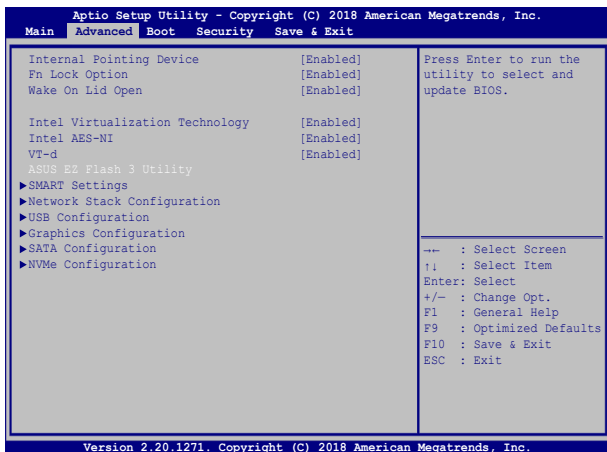 Aptio Setup Utility - Copyright (C) 2018 American Megatrends, Inc.
Main Advanced Boot Security Save & Exit
Internal Pointing Device [Enabled]
Fn Lock Option [Enabled]
Wake On Lid Open [Enabled]
Intel Virtualization Technology [Enabled]
Intel AES-NI [Enabled]
VT-d [Enabled]
ASUS EZ Flash 3 Utility
▶SMART Settings
▶Network Stack Configuration
▶USB Configuration
▶Graphics Configuration
▶SATA Configuration
▶NVMe Configuration
Press Enter to run the
utility to select and
update BIOS.
→← : Select Screen
↑↓ : Select Item
Enter: Select
+/— : Change Opt.
F1 : General Help
F9 : Optimized Defaults
F10 : Save & Exit
ESC : Exit
Version 2.20.1271. Copyright (C) 2018 American Megatrends, Inc.